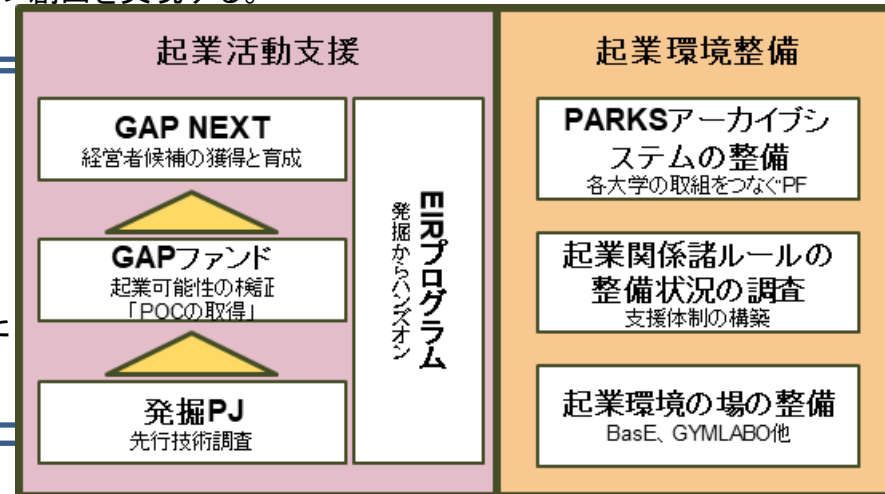 創出を実現する。
起業活動支援
GAP NEXT
経営者候補の獲得と育成
GAPファンド
起業可能性の検証
「POCの取得」
発掘PJ
先行技術調査
EIRプログラム
発掘からハンズオン
起業環境整備
PARKSアーカイブシ
ステムの整備
各大学の取組をつなぐPF
起業関係諸ルールの
整備状況の調査
支援体制の構築
起業環境の場の整備
BasE、GYMLABO他